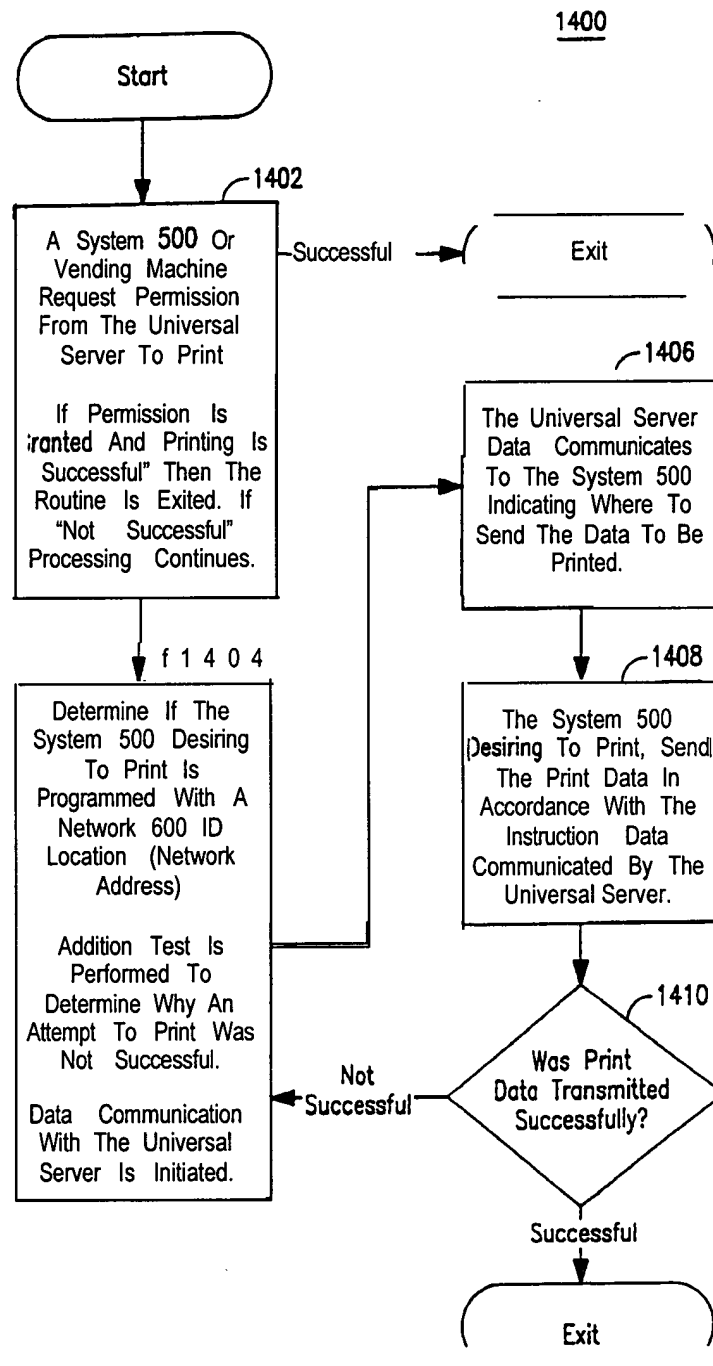 1400
Start
1402
A System 500 Or
Vending Machine
Request Permission
From The Universal
Server To Print
If Permission Is
ranted And Printing Is
Successful" Then The
Routine Is Exited. If
"Not Successful"
Processing Continues.
Successful
Exit
f1404
Determine If The
System 500 Desiring
To Print Is
Programmed With A
Network 600 ID
Location (Network
Address)
Addition Test Is
Performed To
Determine Why An
Attempt To Print Was
Not Successful.
Data Communication
With The Universal
Server Is Initiated.
1406
The Universal Server
Data Communicates
To The System 500
Indicating Where To
Send The Data To Be
Printed.
1408
The System 500
Desiring To Print, Send
The Print Data In
Accordance With The
Instruction Data
Communicated By The
Universal Server.
1410
Was Print
Data Transmitted
Successfully?
Not
Successful
Successful
Exit